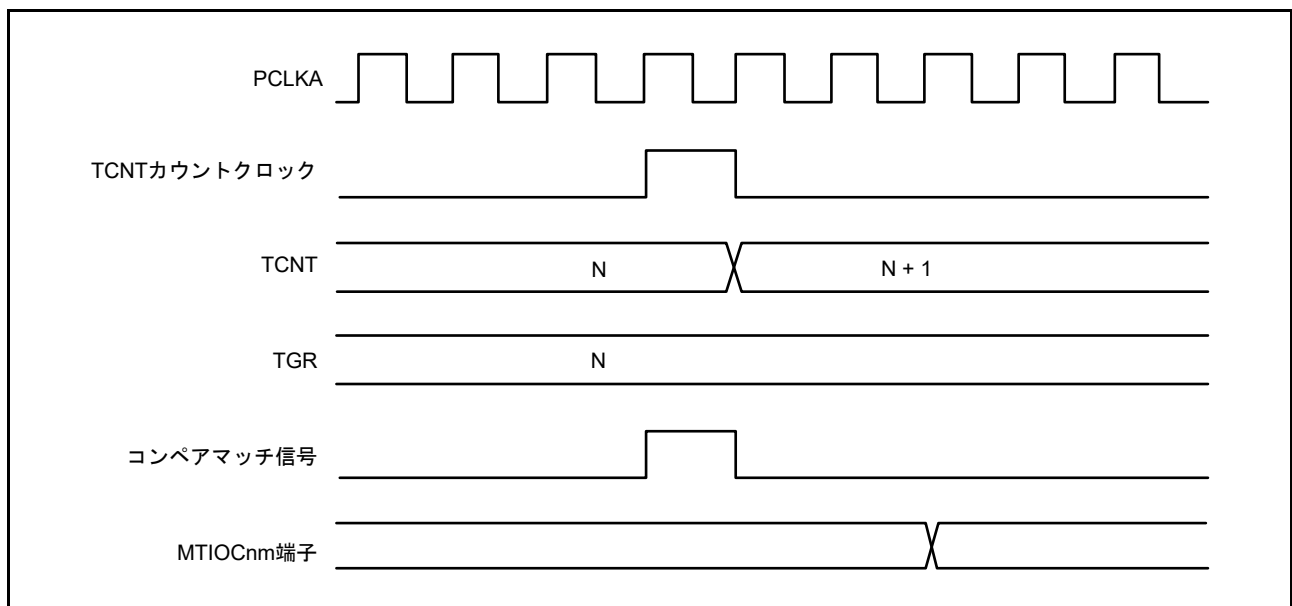 PCLKA
TCNTカウントクロック
TCNT
N
N + 1
TGR
N
コンペアマッチ信号
MTIOCnm端子